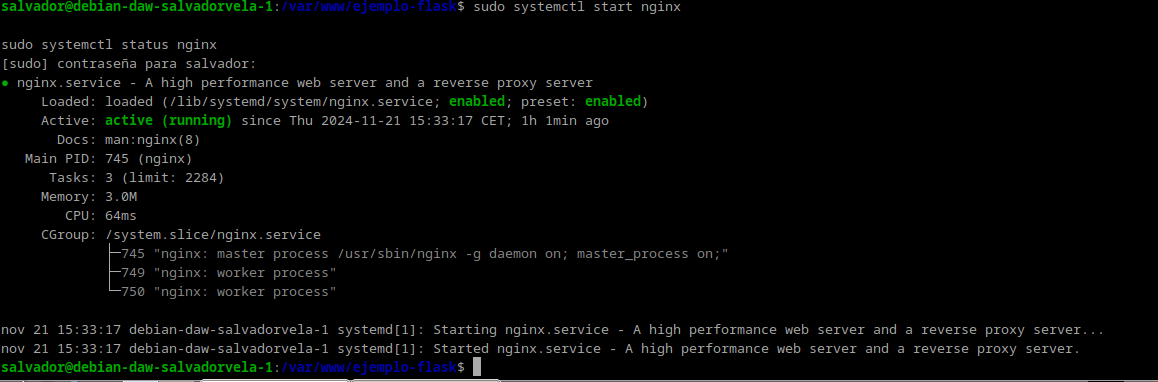 salvador@debian-daw-salvadorvela-1:/var/www/ejemplo-flask$ sudo systemctl start nginx
sudo systemctl status nginx
[sudo] contraseña para salvador:
● nginx.service - A high performance web server and a reverse proxy server
Loaded: loaded (/lib/systemd/system/nginx.service; enabled; preset: enabled)
Active: active (running) since Thu 2024-11-21 15:33:17 CET; 1h 1min ago
Docs: man:nginx(8)
Main PID: 745 (nginx)
Tasks: 3 (limit: 2284)
Memory: 3.0M
CPU: 64ms
CGroup: /system.slice/nginx.service
├─745 "nginx: master process /usr/sbin/nginx -g daemon on; master_process on;"
├─749 "nginx: worker process"
└─750 "nginx: worker process"
nov 21 15:33:17 debian-daw-salvadorvela-1 systemd[1]: Starting nginx.service - A high performance web server and a reverse proxy server...
nov 21 15:33:17 debian-daw-salvadorvela-1 systemd[1]: Started nginx.service - A high performance web server and a reverse proxy server.
salvador@debian-daw-salvadorvela-1:/var/www/ejemplo-flask$